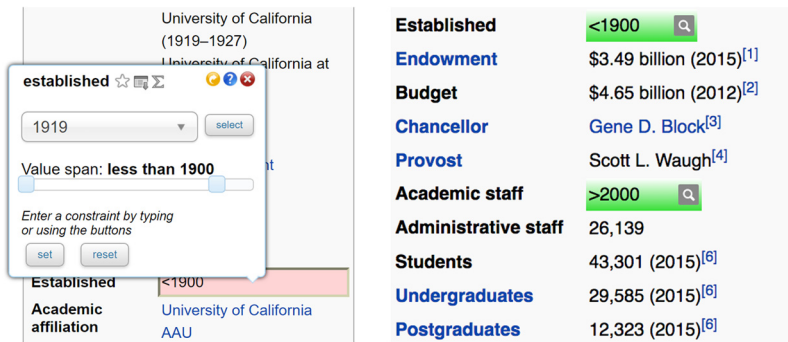 University of California
(1919–1927)
University of California at
established
1919
select
Value span: less than 1900
Enter a constraint by typing
or using the buttons
set reset
Established <1900
Academic
affiliation
University of California
AAU
Established <1900
Endowment $3.49 billion (2015)[1]
Budget $4.65 billion (2012)[2]
Chancellor Gene D. Block[3]
Provost Scott L. Waugh[4]
Academic staff >2000
Administrative staff 26,139
Students 43,301 (2015)[6]
Undergraduates 29,585 (2015)[6]
Postgraduates 12,323 (2015)[6]